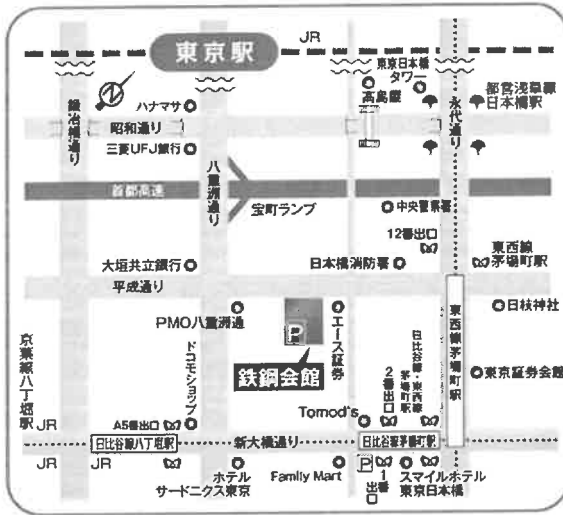 JR
東京駅
東京日本橋
タワー
高島屋
都営浅草線
日本橋駅
永代通り
鍛冶橋通り
ハナマサ
昭和通り
三菱UFJ銀行
八重洲通り
首都高速
宝町ランプ
中央警察署
12番出口
東西線
茅場町駅
大垣共立銀行
日本橋消防署
平成通り
日枝神社
PMO八重洲通
P
エース証券
鉄鋼会館
東西線茅場町駅
東京証券会館
京葉線八丁堀駅
ドコモショップ
2番出口
日比谷線・東西線
茅場町駅
Tomod's
A5番出口
JR
日比谷線八丁堀駅
新大橋通り
日比谷線茅場町駅
JR
JR
ホテル
サードニクス東京
Family Mart
P
1番
出口
スマイルホテル
東京日本橋